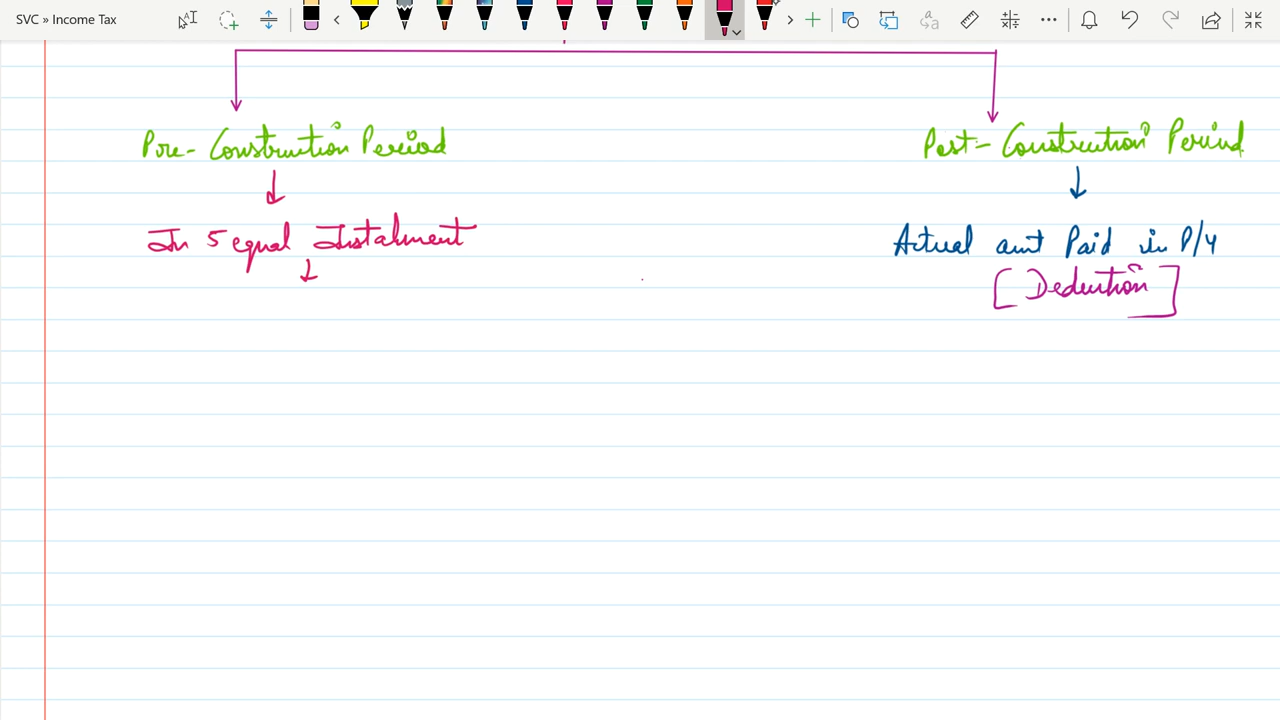 SVC » Income Tax
Pre-Construction Period
Post-Construction Period
In 5 equal Instalment
Actual amt Paid in P/Y
[Deduction]